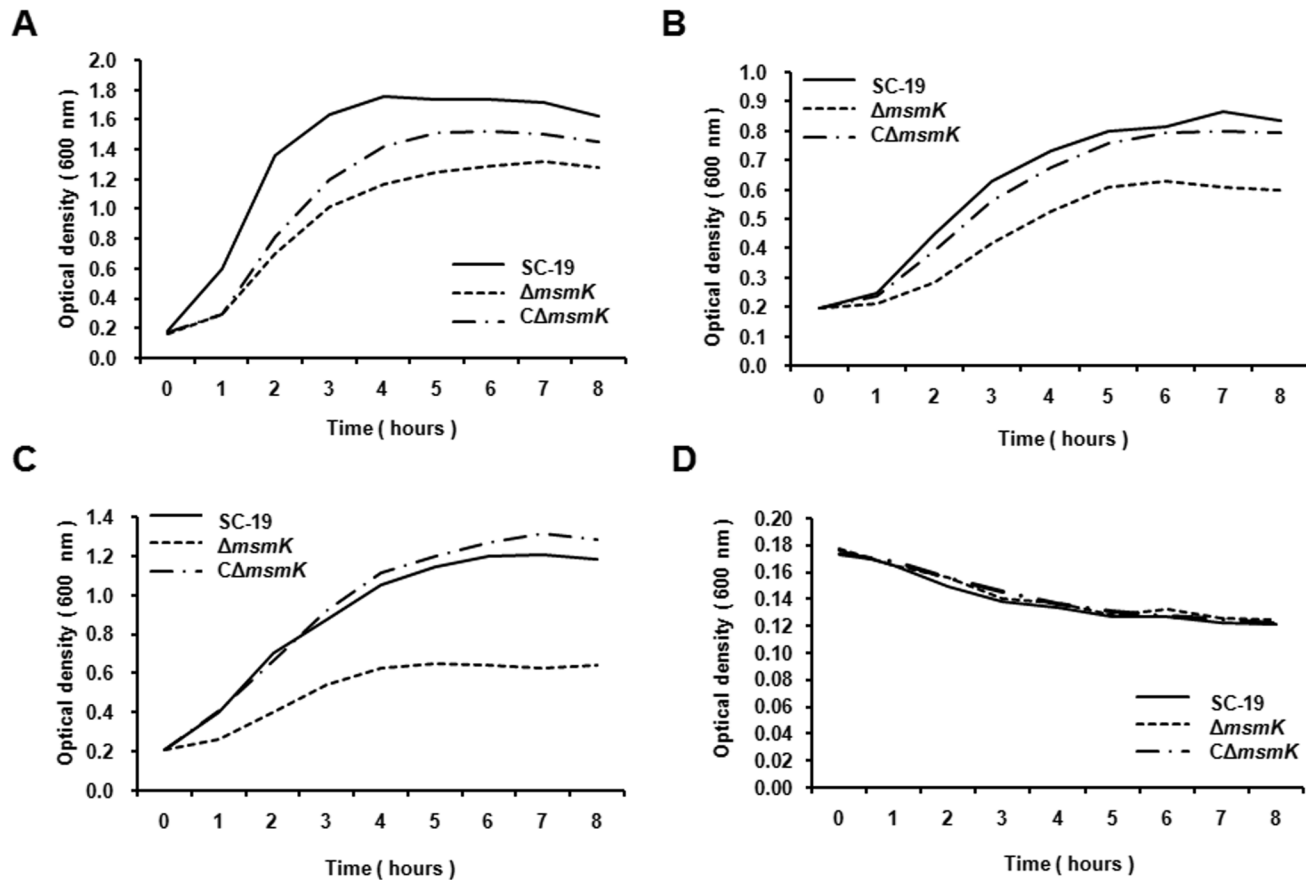 A
Optical density ( 600 nm )
2.0
1.8
1.6
1.4
1.2
1.0
0.8
0.6
0.4
0.2
0.0
SC-19
ΔmsmK
CΔmsmK
0 1 2 3 4 5 6 7 8
Time ( hours )
B
Optical density ( 600 nm )
1.0
0.9
0.8
0.7
0.6
0.5
0.4
0.3
0.2
0.1
0.0
SC-19
ΔmsmK
CΔmsmK
0 1 2 3 4 5 6 7 8
Time ( hours )
C
Optical density ( 600 nm )
1.4
1.2
1.0
0.8
0.6
0.4
0.2
0.0
SC-19
ΔmsmK
CΔmsmK
0 1 2 3 4 5 6 7 8
Time ( hours )
D
Optical density ( 600 nm )
0.20
0.18
0.16
0.14
0.12
0.10
0.08
0.06
0.04
0.02
0.00
SC-19
ΔmsmK
CΔmsmK
0 1 2 3 4 5 6 7 8
Time ( hours )